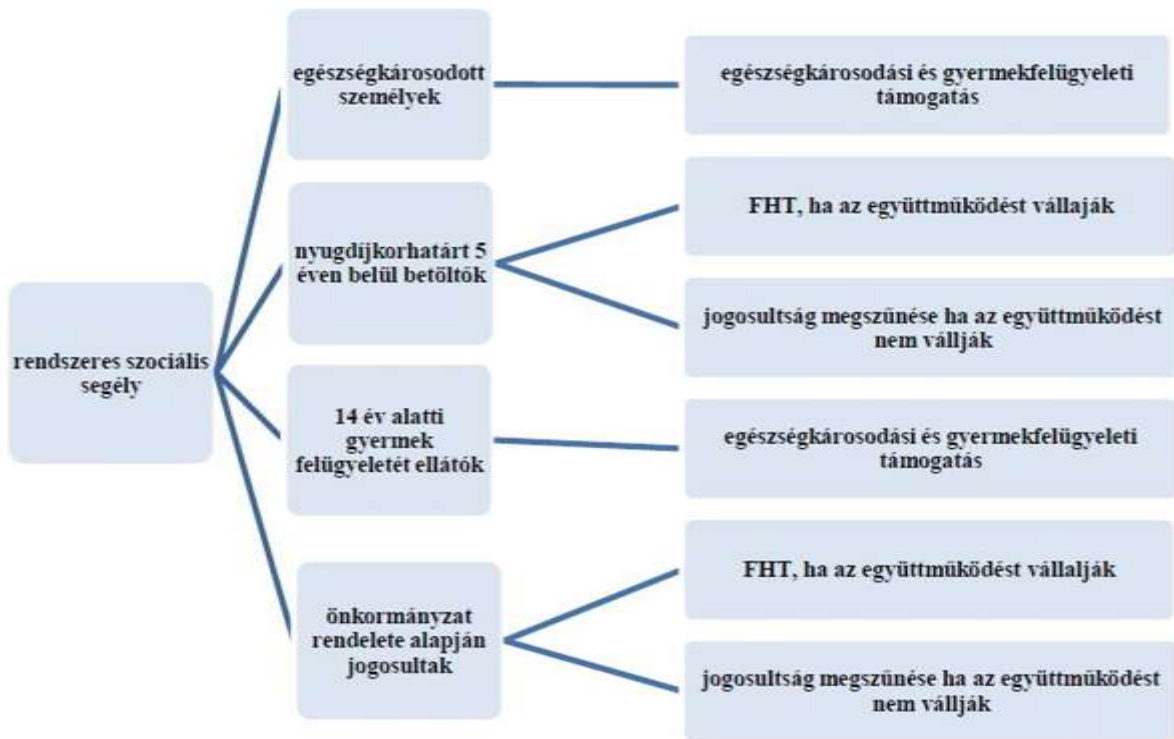 egészségkárosodott
személyek
egészségkárosodási és gyermekfelügyeleti
támogatás
FHT, ha az együttműködést vállaják
nyugdíjkorhatárt 5
éven belül betöltők
jogosultság megszűnése ha az együttműködést
nem vállják
rendszeres szociális
segély
14 év alatti
gyermek
felügyeletét ellátók
egészségkárosodási és gyermekfelügyeleti
támogatás
FHT, ha az együttműködést vállalják
önkormányzat
rendelete alapján
jogosultak
jogosultság megszűnése ha az együttműködést
nem vállják